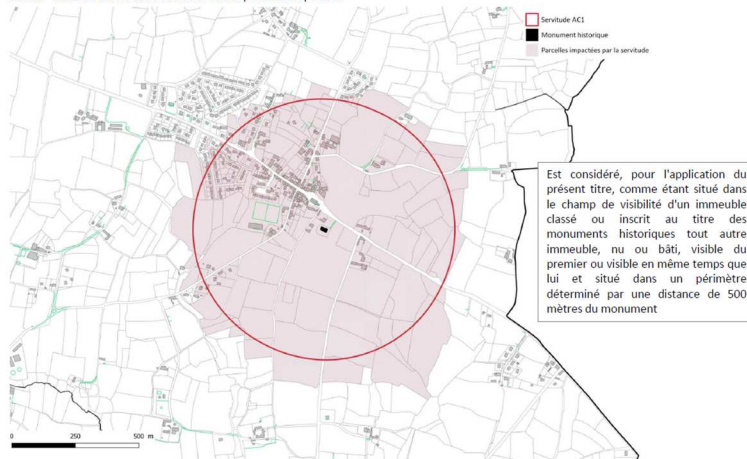 Servitude AC1
Monument historique
Parcelles impactées par la servitude
Est considéré, pour l'application du
présent titre, comme étant situé dans
le champ de visibilité d'un immeuble
classé ou inscrit au titre des
monuments historiques tout autre
immeuble, nu ou bâti, visible du
premier ou visible en même temps que
lui et situé dans un périmètre
déterminé par une distance de 500
mètres du monument
0 250 500 m